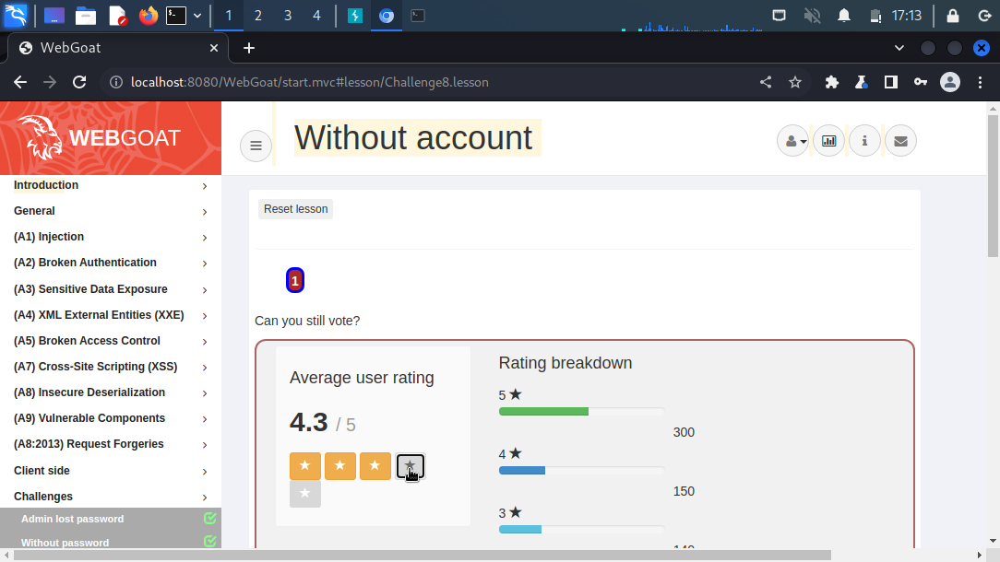 1 2 3 4 17:13
WebGoat
localhost:8080/WebGoat/start.mvc#lesson/Challenge8.lesson
WEBGOAT
Without account
Introduction
General
(A1) Injection
(A2) Broken Authentication
(A3) Sensitive Data Exposure
(A4) XML External Entities (XXE)
(A5) Broken Access Control
(A7) Cross-Site Scripting (XSS)
(A8) Insecure Deserialization
(A9) Vulnerable Components
(A8:2013) Request Forgeries
Client side
Challenges
Admin lost password
Without password
Reset lesson
1
Can you still vote?
Average user rating
4.3 / 5
Rating breakdown
5 ★
300
4 ★
150
3 ★